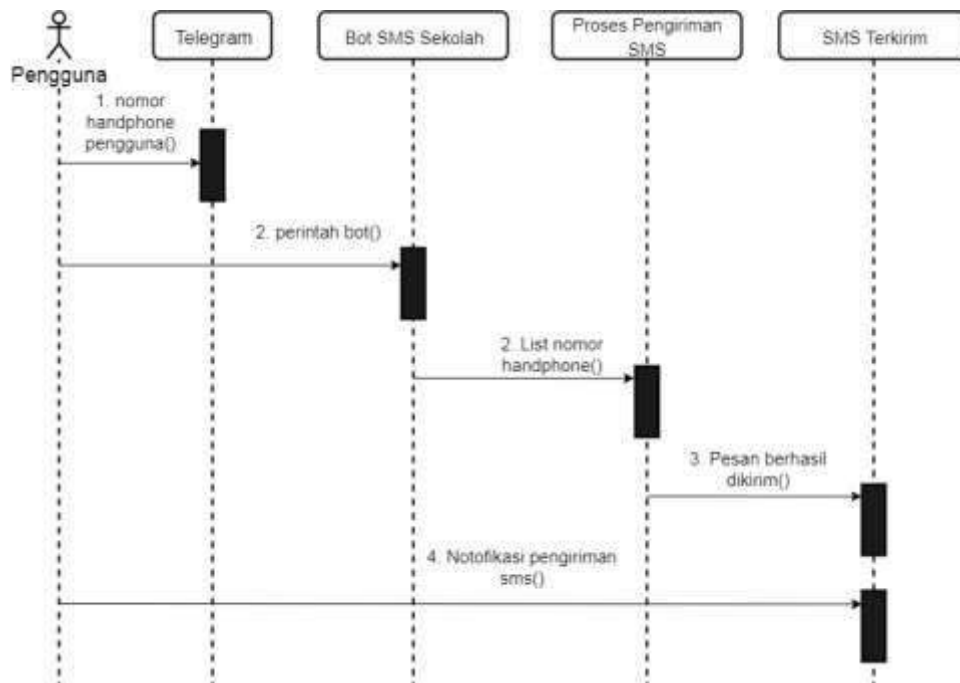 Telegram
Bot SMS Sekolah
Proses Pengiriman
SMS
SMS Terkirim
Pengguna
1. nomor
handphone
pengguna()
2. perintah bot()
2. List nomor
handphone()
3. Pesan berhasil
dikirim()
4. Notofikasi pengiriman
sms()